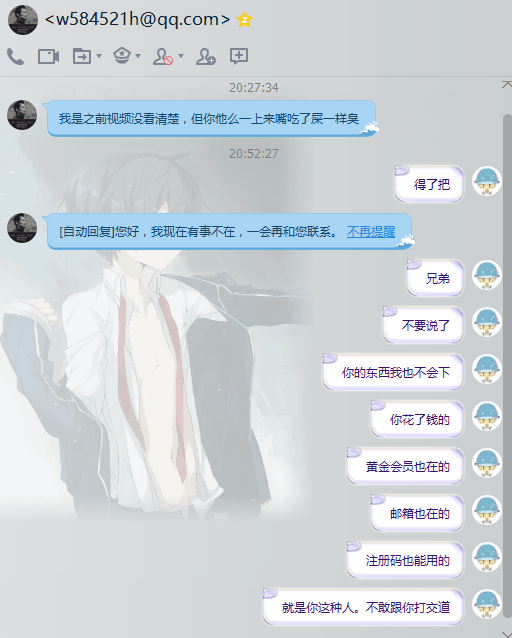 <w584521h@qq.com> 2
20:27:34
我是之前视频没看清楚，但你他么一上来嘴吃了屎一样臭
20:52:27
得了把
[自动回复]您好，我现在有事不在，一会再和您联系。 不再提醒
兄弟
不要说了
你的东西我也不会下
你花了钱的
黄金会员也在的
邮箱也在的
注册码也能用的
就是你这种人。不敢跟你打交道